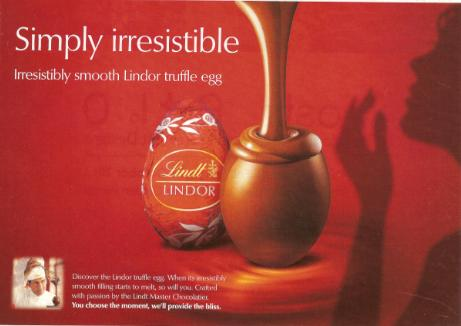 Simply irresistible
Irresistibly smooth Lindor truffle egg
Lindt
LINDOR
Discover the Lindor truffle egg. When its irresistibly
smooth filling starts to melt, so will you. Crafted
with passion by the Lindt Master Chocolatier.
You choose the moment, we'll provide the bliss.